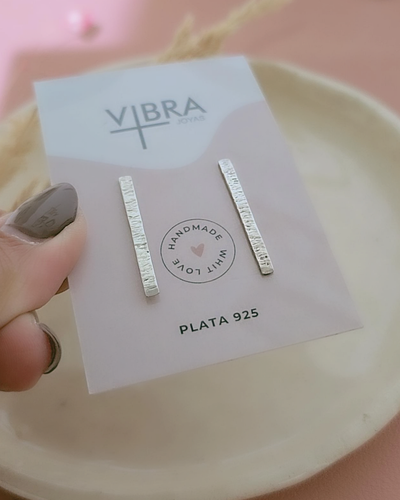 VIBRA
JOYAS
HANDMADE
WHIT LOVE
PLATA 925